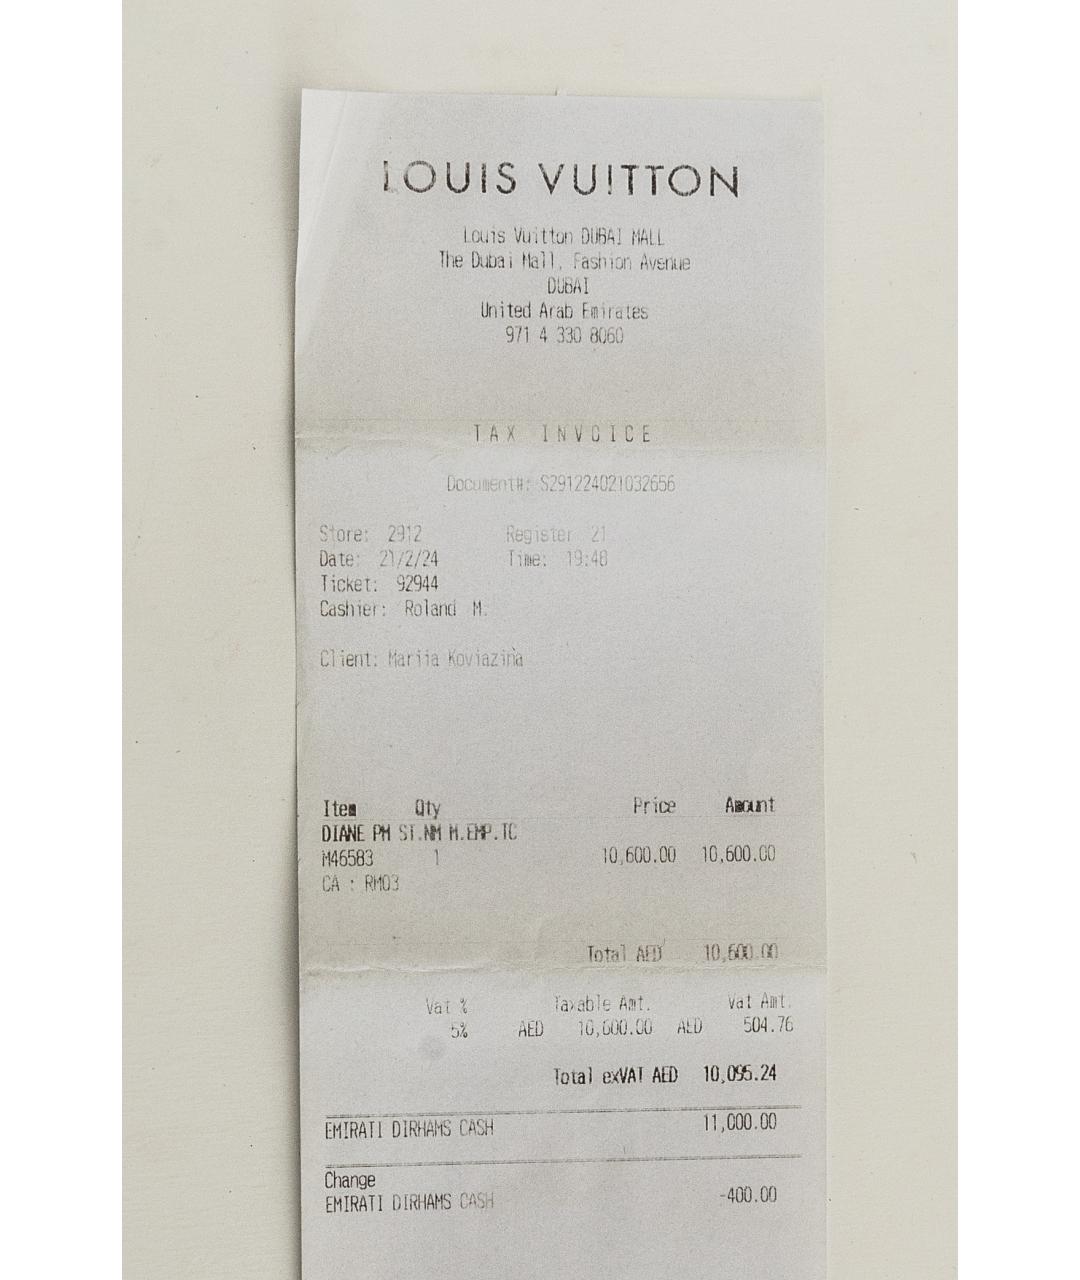 LOUIS VUITTON
Louis Vuitton DUBAI MALL
The Dubai Mall, Fashion Avenue
DUBAI
United Arab Emirates
971 4 330 8060
TAX INVOICE
Document#: S291224021032656
Store: 2912 Register 21
Date: 21/2/24 Time: 19:48
Ticket: 92944
Cashier: Roland M.
Client: Mariia Koviazina
Item Qty Price Amount
DIANE PM ST.NM M.EMP.TC
M46583 1 10,600.00 10,600.00
CA : RM03
Total AED 10,600.00
Vat % Taxable Amt. Vat Amt.
5% AED 10,600.00 AED 504.76
Total exVAT AED 10,095.24
EMIRATI DIRHAMS CASH 11,000.00
Change
EMIRATI DIRHAMS CASH -400.00